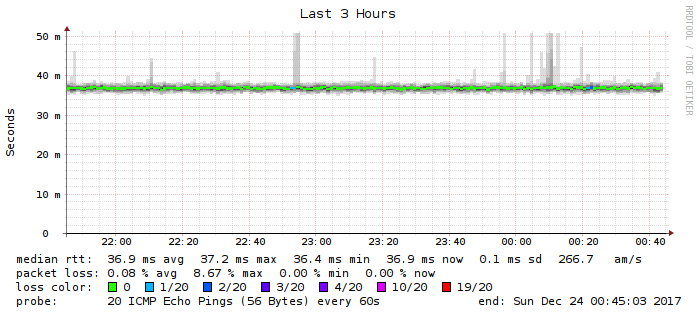 Last 3 Hours
RRDTOOL / TOBI OETIKER
Seconds
50 m
40 m
30 m
20 m
10 m
0
22:00 22:20 22:40 23:00 23:20 23:40 00:00 00:20 00:40
median rtt: 36.9 ms avg 37.2 ms max 36.4 ms min 36.9 ms now 0.1 ms sd 266.7 am/s
packet loss: 0.08 % avg 8.67 % max 0.00 % min 0.00 % now
loss color: 0 1/20 2/20 3/20 4/20 10/20 19/20
probe: 20 ICMP Echo Pings (56 Bytes) every 60s end: Sun Dec 24 00:45:03 2017